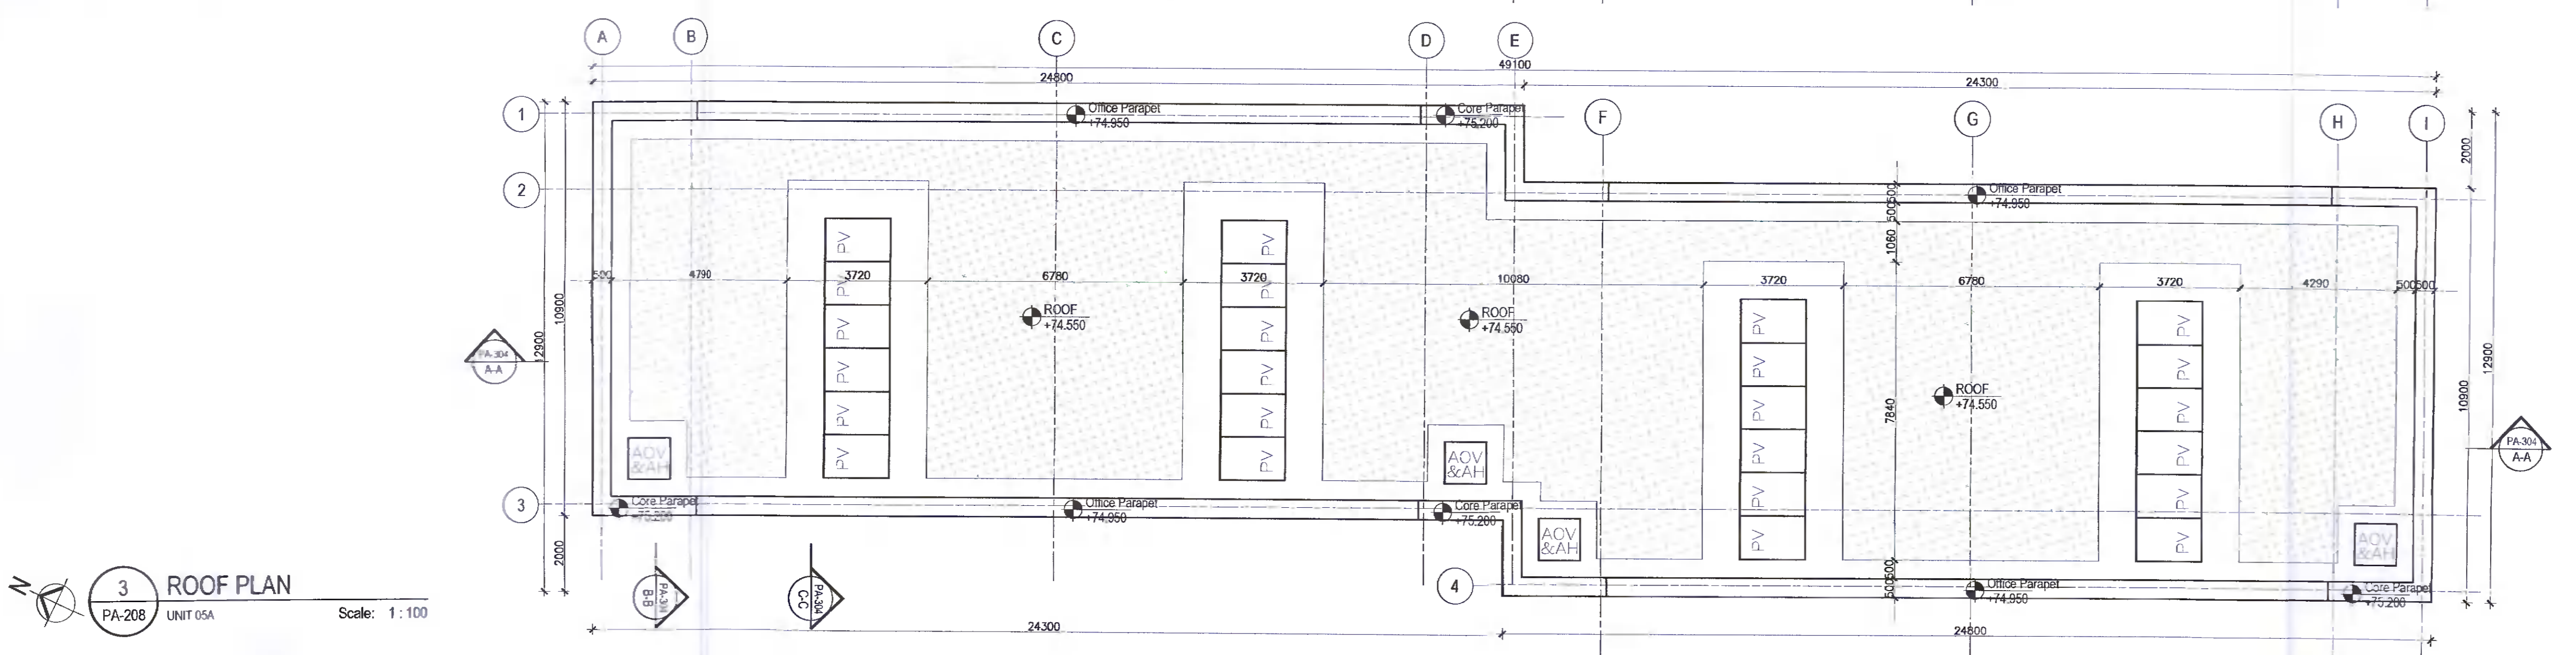 A B C D E
49100
24800 24300
1 Office Parapet Core Parapet F G H I
+74.950 +75.200
2000
2 Office Parapet
+74.950
500 500
1060
PV PV
500 4790 3720 6780 3720 10080 3720 6780 3720 4290 500 500
PV PV
ROOF ROOF
+74.550 +74.550
PV PV PV PV
10900
12900
PA-304
A-A
PV PV PV PV
12900
10900
ROOF
+74.550
7840
PV PV PV PV
PA-304
A-A
AOV AOV
&AH &AH
PV PV PV PV
3 Core Parapet Office Parapet Core Parapet
+75.200 +74.950 +75.200
PV PV
AOV AOV
&AH &AH
PV PV
2000
500 500
4 Office Parapet Core Parapet
+74.950 +75.200
N
3 ROOF PLAN
PA-208 UNIT 05A Scale: 1 : 100
B-B
PA-304
C-C
24300 24800